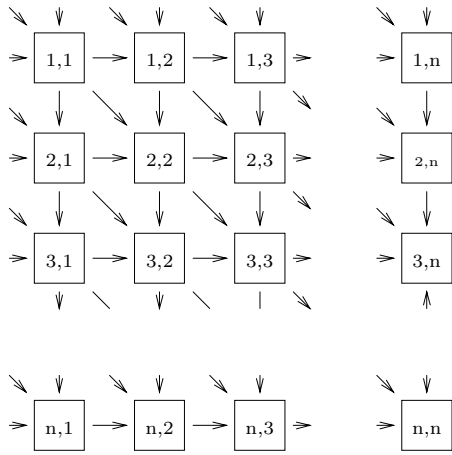 1,1 1,2 1,3 1,n
2,1 2,2 2,3 2,n
3,1 3,2 3,3 3,n
n,1 n,2 n,3 n,n